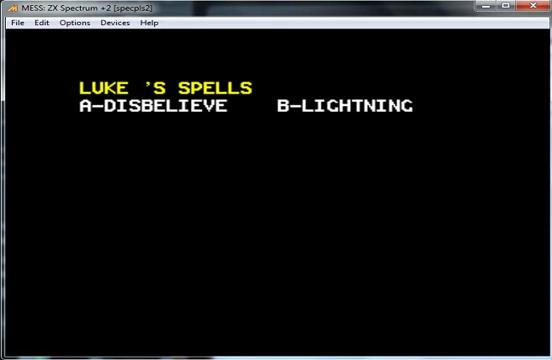 MESS: ZX Spectrum +2 [specpls2]
File Edit Options Devices Help
LUKE 'S SPELLS
A-DISBELIEVE B-LIGHTNING